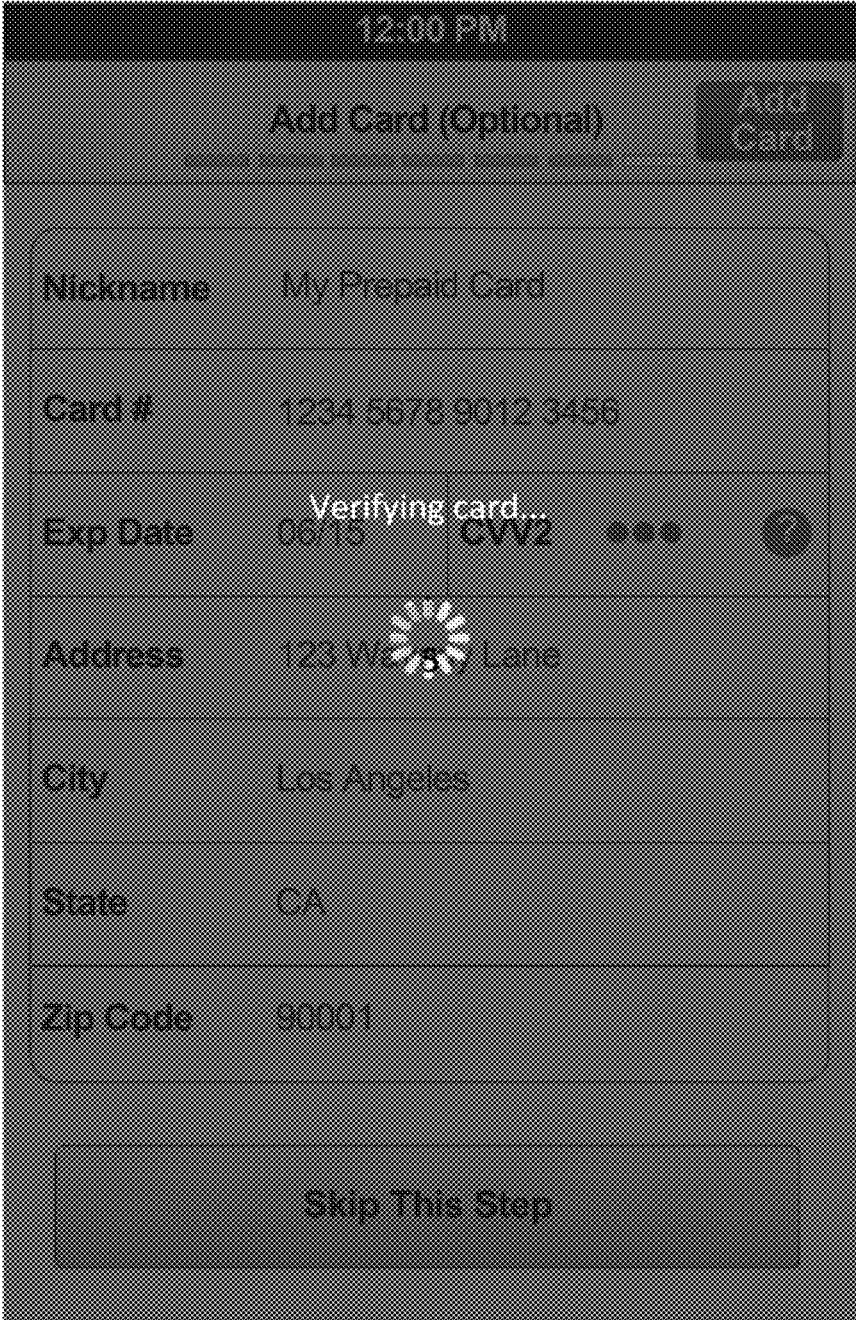 12:00 PM
Add Card (Optional)
Add
Card
Nickname My Prepaid Card
Card # 1234 5678 9012 3456
Verifying card...
Exp Date 06/15 CVV2 ●●● ?
Address 123 Lane
City Los Angeles
State CA
Zip Code 90001
Skip This Step